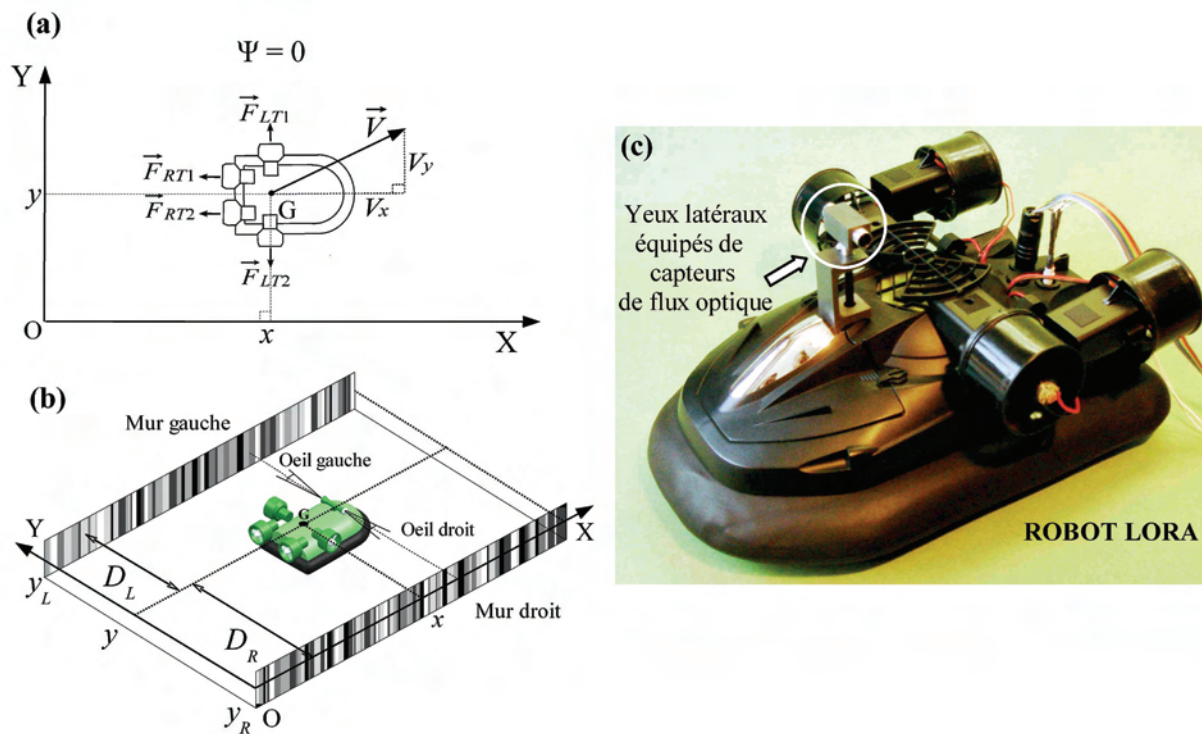 (a)
Ψ = 0
Y
F_LT1
V
F_RT1
V_y
y
F_RT2
G
V_x
F_LT2
O
x
X
(b)
Mur gauche
Oeil gauche
Y
G
Oeil droit
X
y_L
D_L
x
Mur droit
y
D_R
y_R
O
(c)
Yeux latéraux
équipés de
capteurs
de flux optique
ROBOT LORA